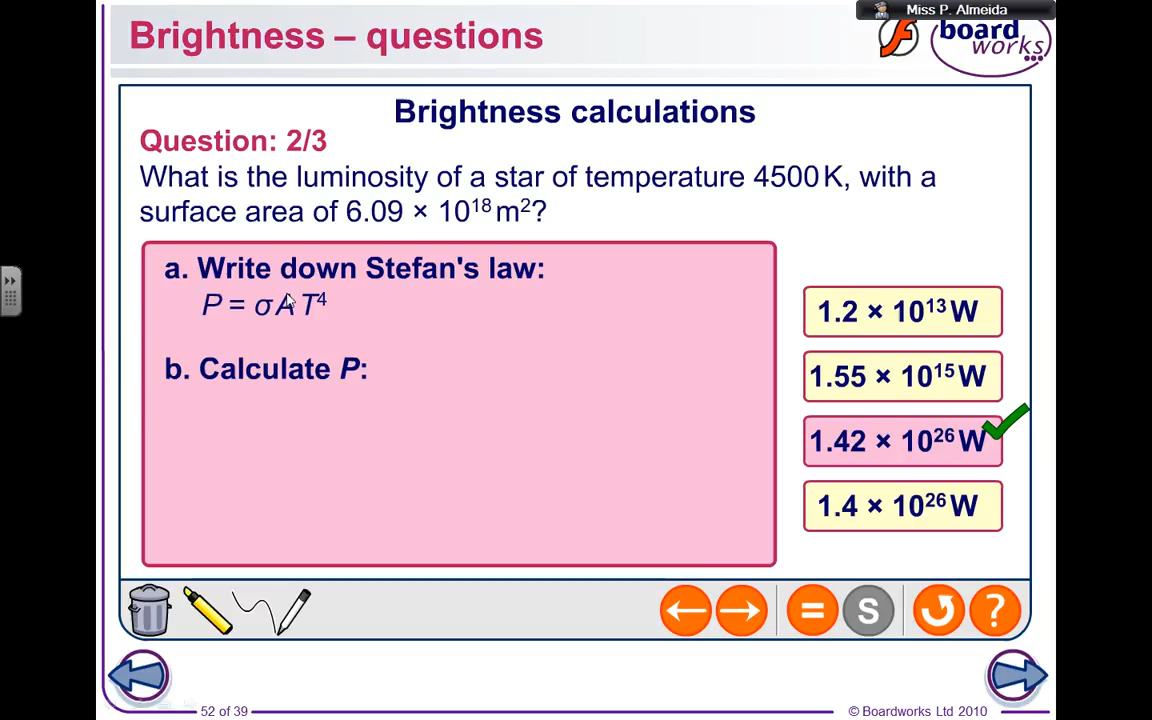 Miss P. Almeida
Brightness – questions
board
works
Brightness calculations
Question: 2/3
What is the luminosity of a star of temperature 4500 K, with a
surface area of 6.09 × 10¹⁸ m²?
a. Write down Stefan's law:
P = σAT⁴
b. Calculate P:
1.2 × 10¹³ W
1.55 × 10¹⁵ W
1.42 × 10²⁶ W
1.4 × 10²⁶ W
= S ?
52 of 39
© Boardworks Ltd 2010